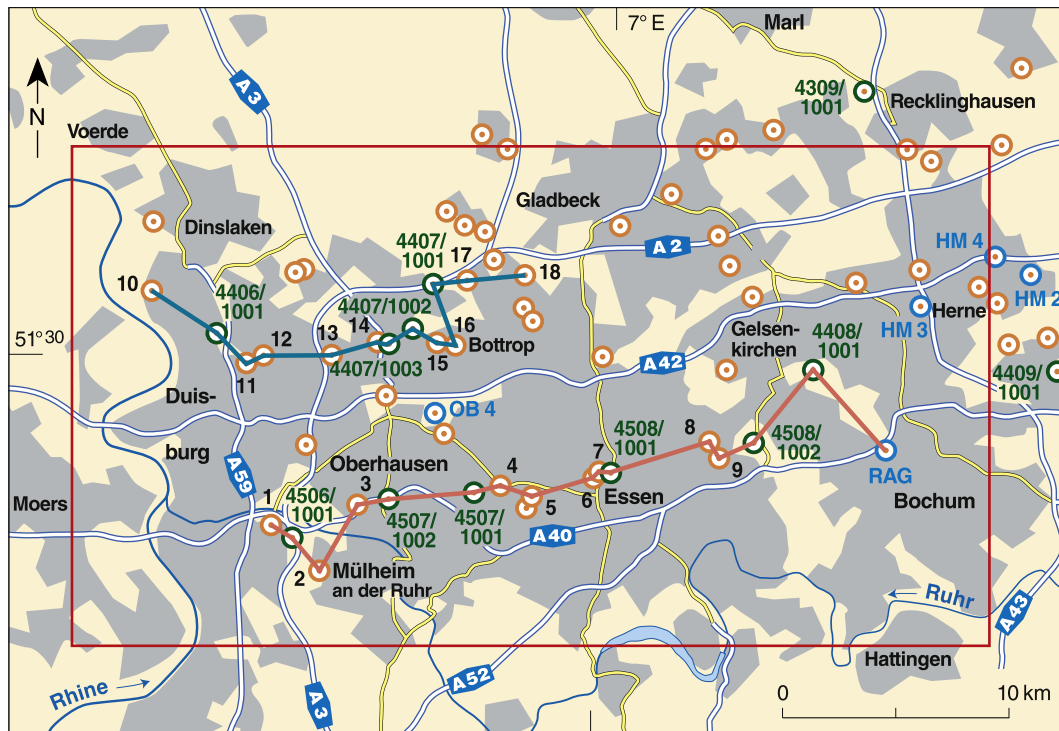 7° E
Marl
A 3
4309/
1001
Recklinghausen
N
Voerde
Dinslaken
Gladbeck
4407/
1001
17
18
A 2
HM 4
HM 2
10
4406/
1001
4407/1002
16
HM 3
Herne
51°30
12
13
14
15
Bottrop
4407/1003
11
Gelsen-
kirchen
4408/
1001
A 42
4409/
1001
Duis-
burg
OB 4
8
9
4508/
1001
4508/
1002
7
6
RAG
Oberhausen
A 59
3
4
5
Essen
Bochum
Moers
1
4506/
1001
4507/
1002
4507/
1001
A 40
2
Mülheim
an der Ruhr
Ruhr
A 43
Hattingen
Rhine
A 52
A 3
0
10 km